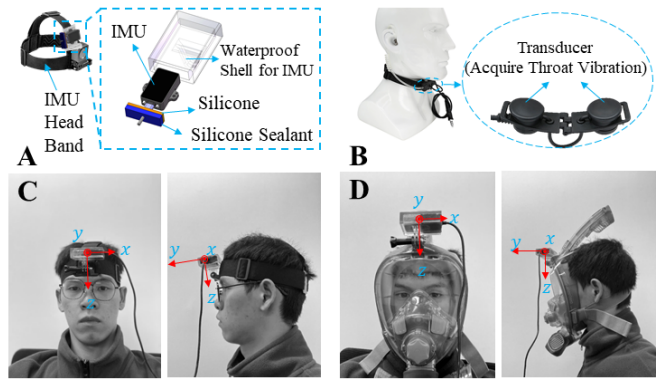 IMU
Waterproof
Shell for IMU
Silicone
Silicone Sealant
IMU
Head
Band
A
Transducer
(Acquire Throat Vibration)
B
C
y
x
z
y
x
z
D
y
x
z
y
x
z